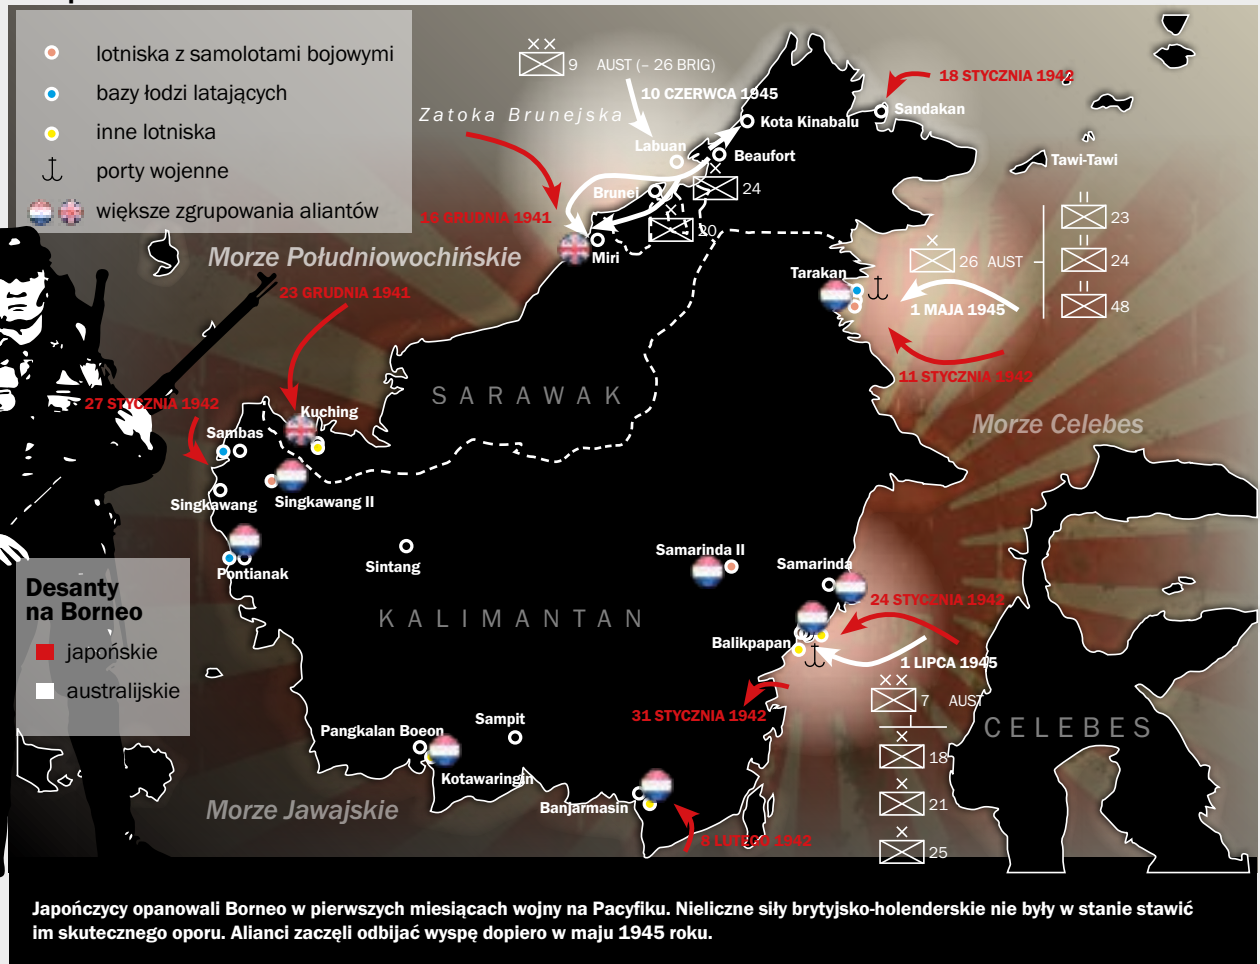 lotniska z samolotami bojowymi
bazy łodzi latających
inne lotniska
porty wojenne
większe zgrupowania aliantów
9 AUST (– 26 BRIG)
10 CZERWCA 1945
Zatoka Brunejska
18 STYCZNIA 1942
Sandakan
Kota Kinabalu
Labuan
Beaufort
Tawi-Tawi
Brunei
24
16 GRUDNIA 1941
20
Miri
Morze Południowochińskie
23 GRUDNIA 1941
Tarakan
26 AUST
23
24
48
1 MAJA 1945
11 STYCZNIA 1942
SARAWAK
27 STYCZNIA 1942
Kuching
Sambas
Morze Celebes
Singkawang
Singkawang II
Pontianak
Sintang
Samarinda II
Samarinda
Desanty
na Borneo
japońskie
australijskie
KALIMANTAN
24 STYCZNIA 1942
Balikpapan
1 LIPCA 1945
31 STYCZNIA 1942
7 AUST
CELEBES
18
21
25
Sampit
Pangkalan Boeon
Kotawaringin
Banjarmasin
Morze Jawajskie
8 LUTEGO 1942
Japończycy opanowali Borneo w pierwszych miesiącach wojny na Pacyfiku. Nieliczne siły brytyjsko-holenderskie nie były w stanie stawić
im skutecznego oporu. Alianci zaczęli odbijać wyspę dopiero w maju 1945 roku.